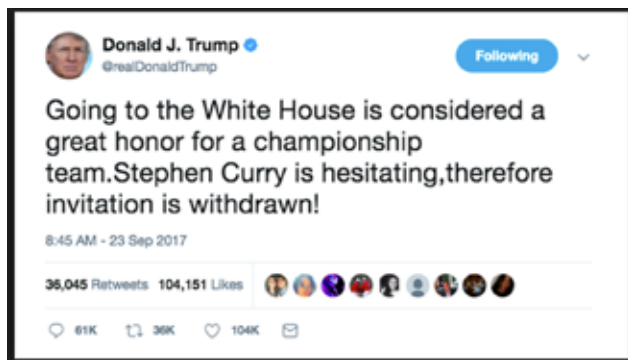 Donald J. Trump
@realDonaldTrump
Following
Going to the White House is considered a
great honor for a championship
team.Stephen Curry is hesitating,therefore
invitation is withdrawn!
8:45 AM - 23 Sep 2017
36,045 Retweets 104,151 Likes
61K 36K 104K